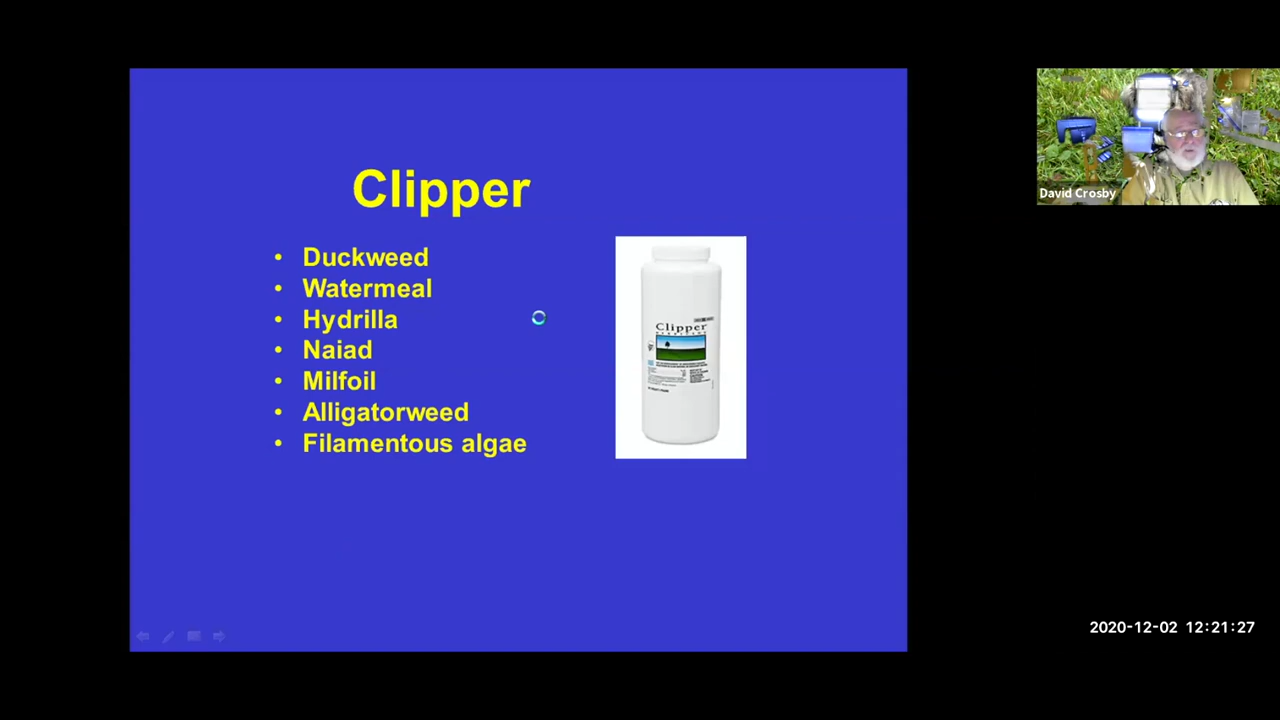 Clipper
• Duckweed
• Watermeal
• Hydrilla
• Naiad
• Milfoil
• Alligatorweed
• Filamentous algae
Clipper
David Crosby
2020-12-02 12:21:27